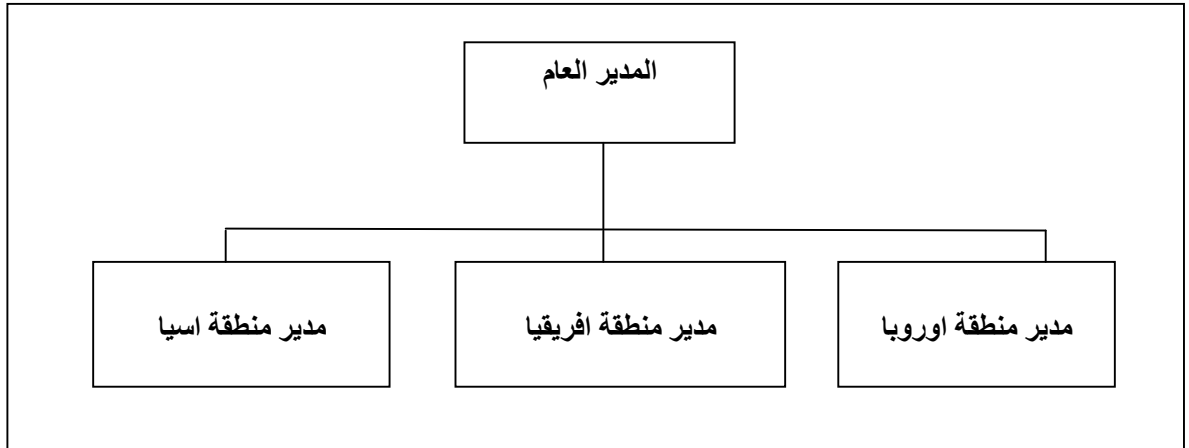 المدير العام
مدير منطقة اوروبا
مدير منطقة افريقيا
مدير منطقة اسيا